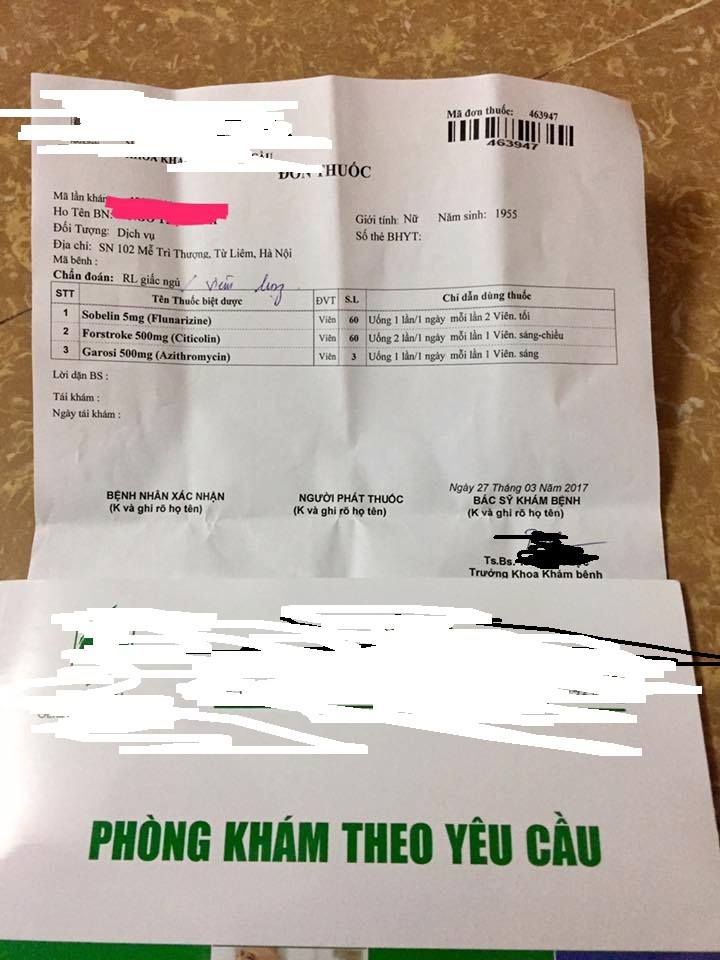 Mã đơn thuốc: 463947
463947
KHOA KHÁ
ĐƠN THUỐC
Mã lần khám
Họ Tên BN:
Đối Tượng: Dịch vụ
Địa chỉ: SN 102 Mễ Trì Thượng, Từ Liêm, Hà Nội
Mã bệnh :
Giới tính: Nữ Năm sinh: 1955
Số thẻ BHYT:
Chẩn đoán: RL giấc ngủ / viêm họng
STT Tên Thuốc biệt dược ĐVT S.L Chỉ dẫn dùng thuốc
1 Sobelin 5mg (Flunarizine) Viên 60 Uống 1 lần/1 ngày mỗi lần 2 Viên. tối
2 Forstroke 500mg (Citicolin) Viên 60 Uống 2 lần/1 ngày mỗi lần 1 Viên. sáng-chiều
3 Garosi 500mg (Azithromycin) Viên 3 Uống 1 lần/1 ngày mỗi lần 1 Viên. sáng
Lời dặn BS :
Tái khám :
Ngày tái khám :
Ngày 27 Tháng 03 Năm 2017
BỆNH NHÂN XÁC NHẬN NGƯỜI PHÁT THUỐC BÁC SỸ KHÁM BỆNH
(K và ghi rõ họ tên) (K và ghi rõ họ tên) (K và ghi rõ họ tên)
Ts.Bs.
Trưởng Khoa Khám bệnh
PHÒNG KHÁM THEO YÊU CẦU